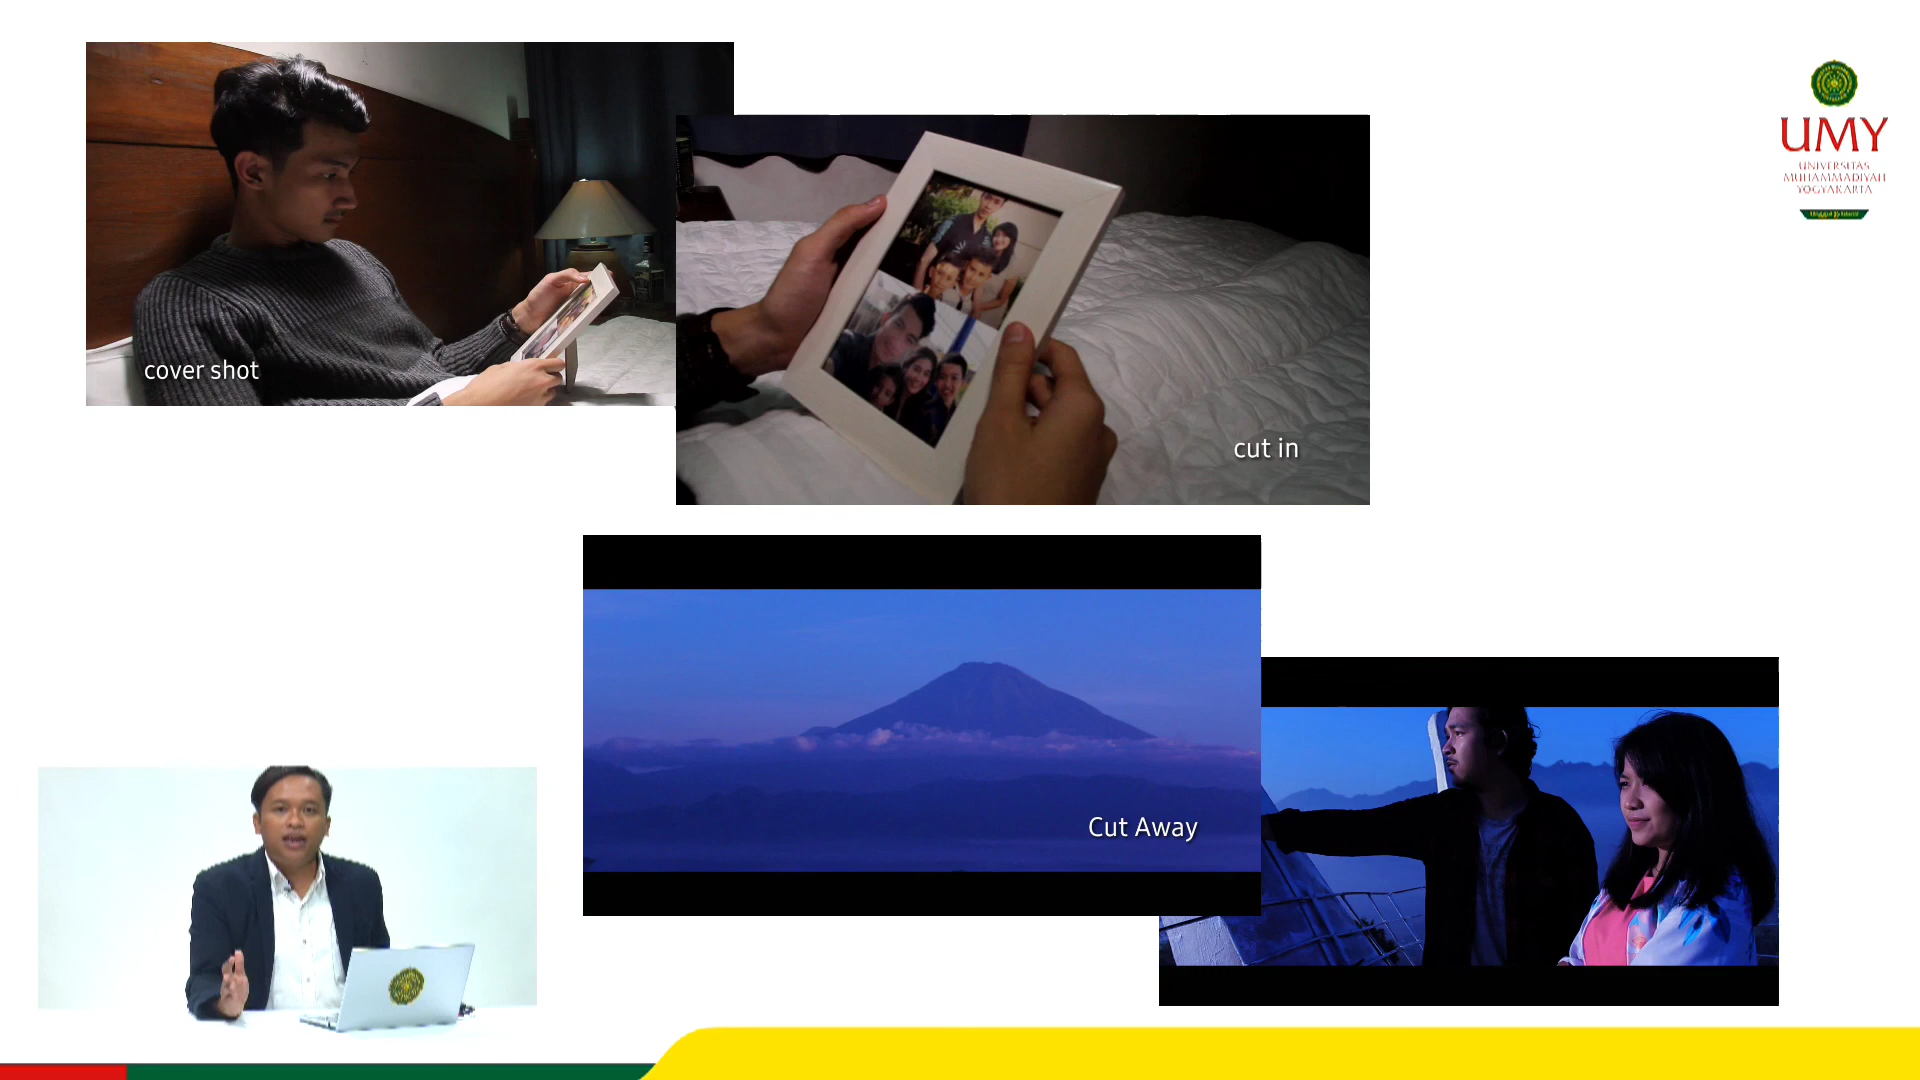 cover shot
cut in
Cut Away
UMY
UNIVERSITAS
MUHAMMADIYAH
YOGYAKARTA